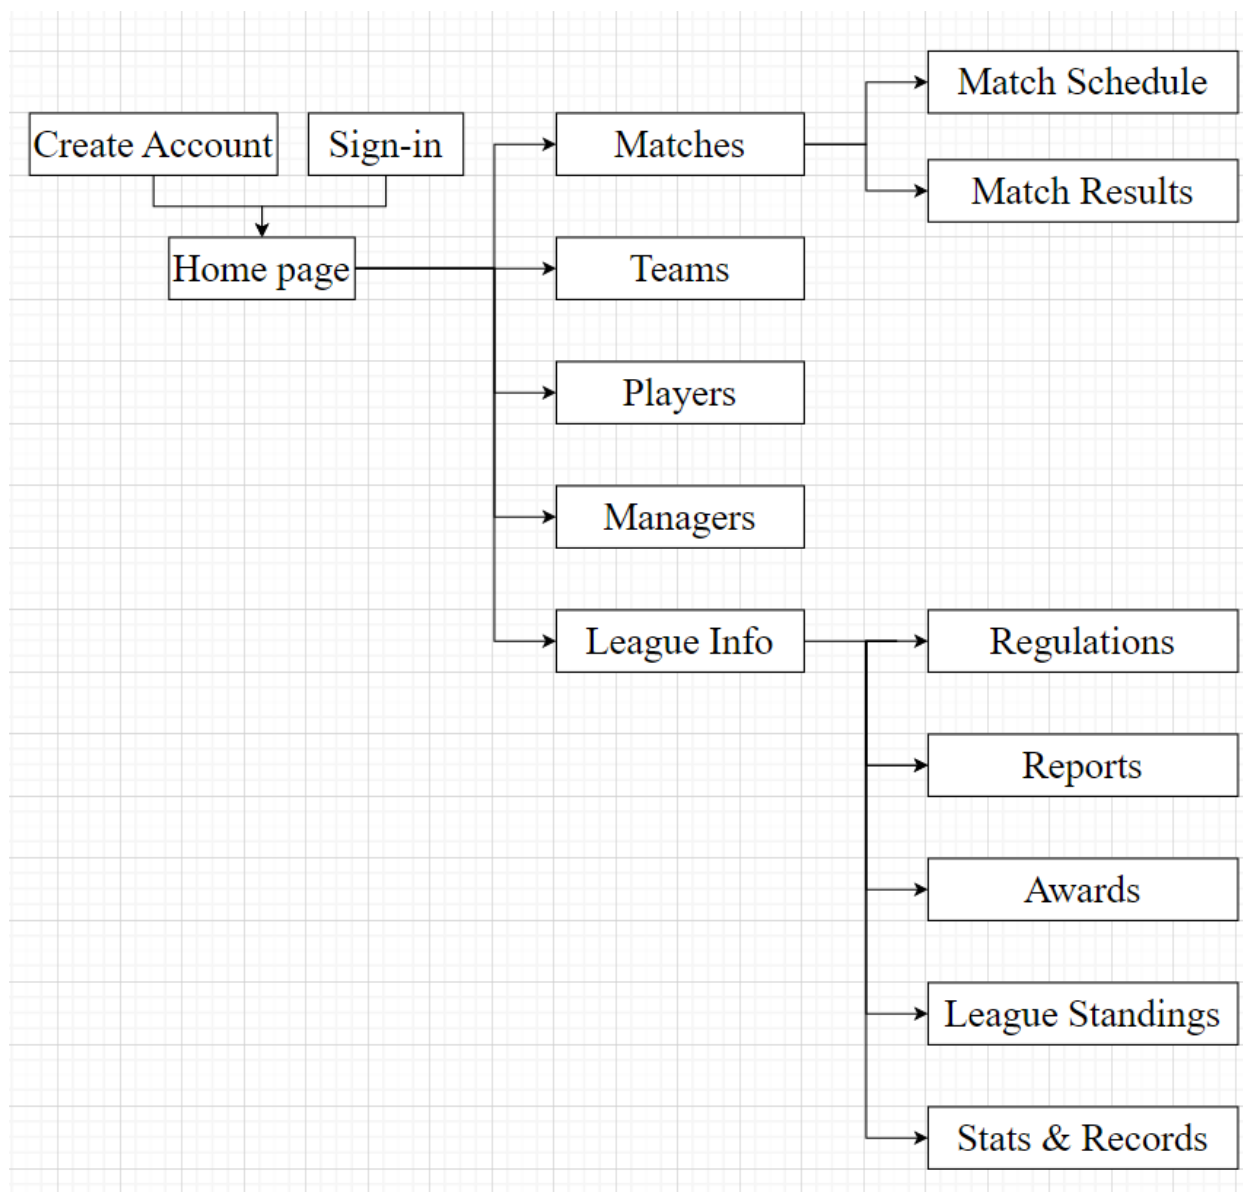 Create Account
Sign-in
Home page
Matches
Match Schedule
Match Results
Teams
Players
Managers
League Info
Regulations
Reports
Awards
League Standings
Stats & Records